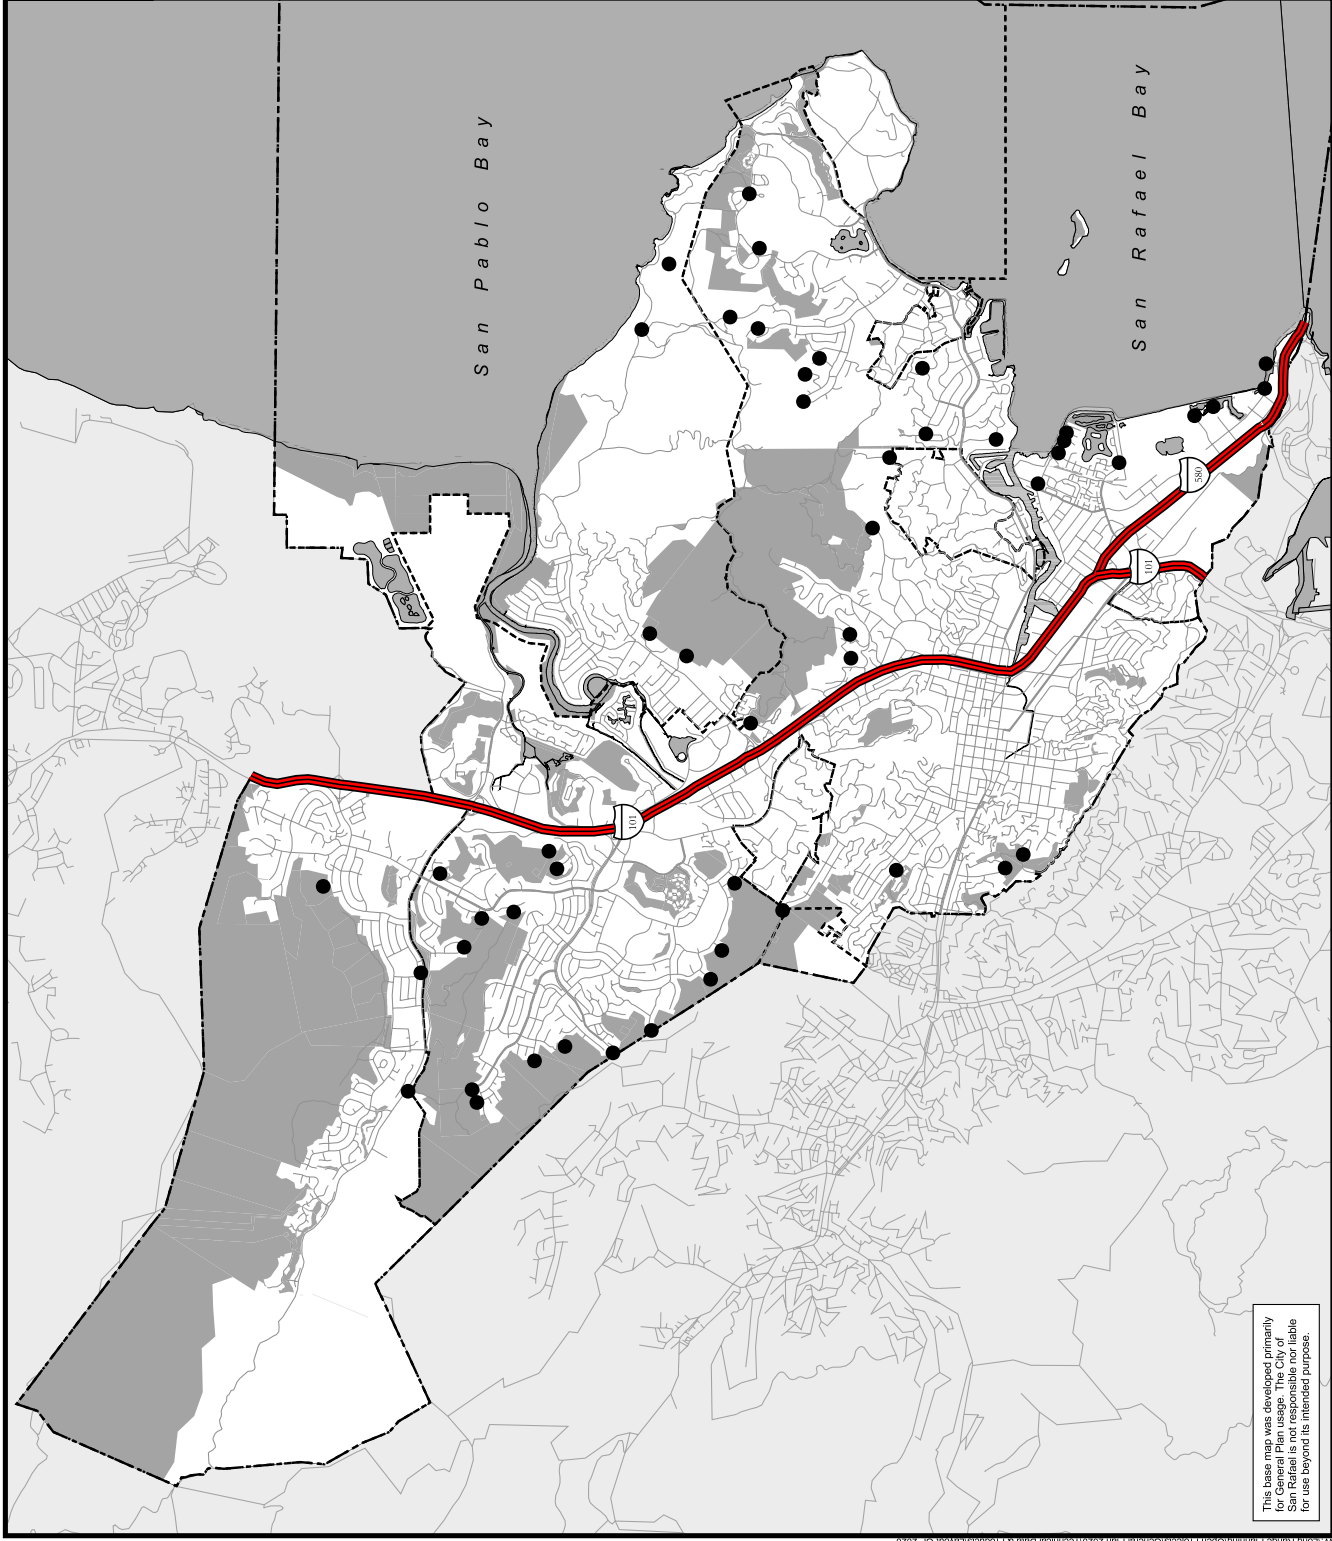 San Pablo Bay
San Rafael Bay
580
101
101
This base map was developed primarily
for General Plan usage. The City of
San Rafael is not responsible nor liable
for use beyond its intended purpose.